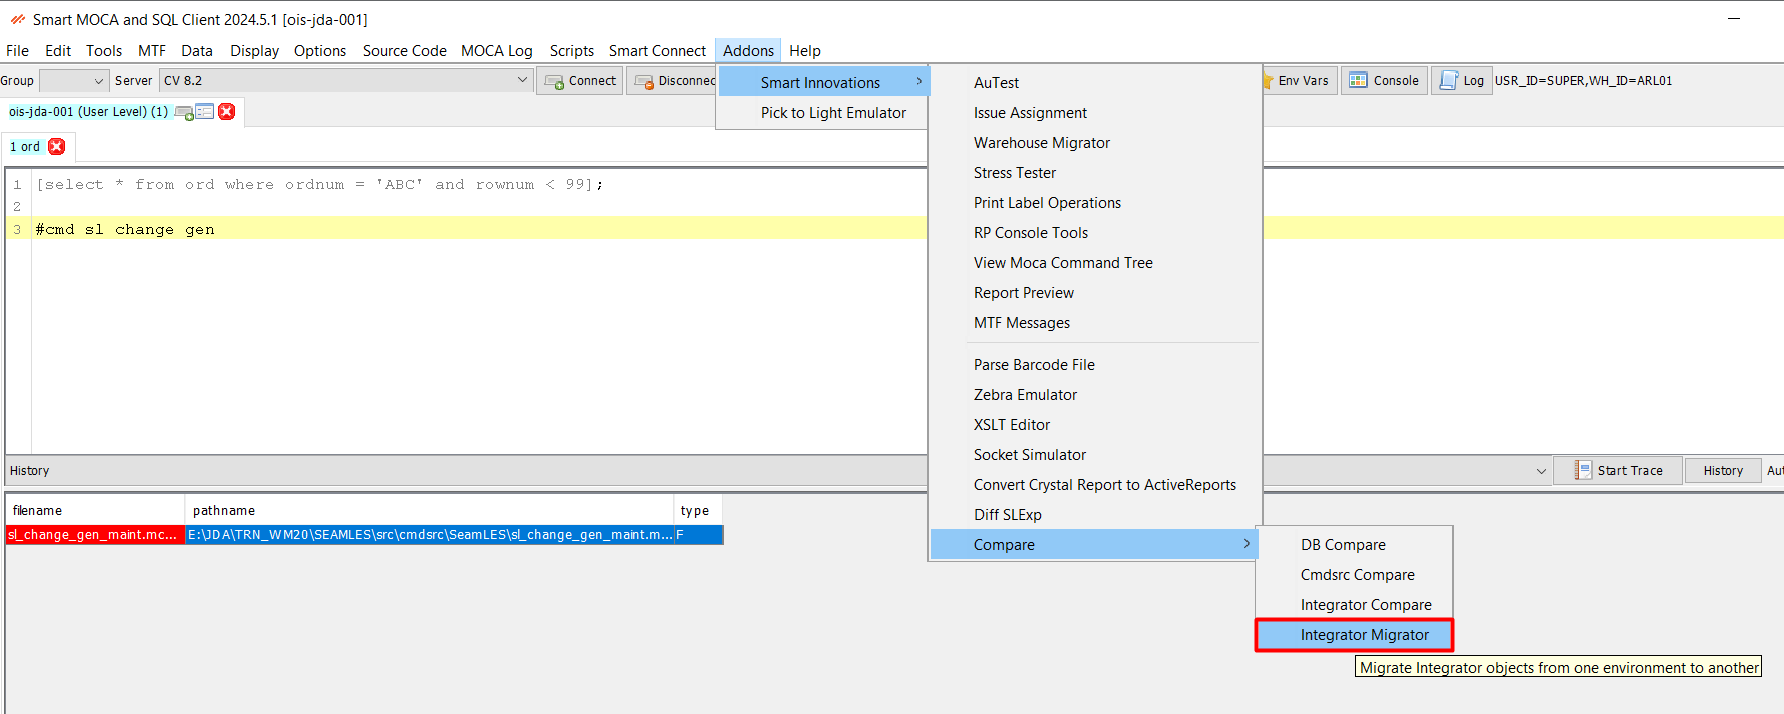 Smart MOCA and SQL Client 2024.5.1 [ois-jda-001]
File Edit Tools MTF Data Display Options Source Code MOCA Log Scripts Smart Connect Addons Help
Group Server CV 8.2 Connect Disconnec Env Vars Console Log USR_ID=SUPER,WH_ID=ARL01
ois-jda-001 (User Level) (1)
1 ord
1 [select * from ord where ordnum = 'ABC' and rownum < 99];
2
3 #cmd sl change gen
Smart Innovations >
Pick to Light Emulator
AuTest
Issue Assignment
Warehouse Migrator
Stress Tester
Print Label Operations
RP Console Tools
View Moca Command Tree
Report Preview
MTF Messages
Parse Barcode File
Zebra Emulator
XSLT Editor
Socket Simulator
Convert Crystal Report to ActiveReports
Diff SLExp
Compare >
DB Compare
Cmdsrc Compare
Integrator Compare
Integrator Migrator
Migrate Integrator objects from one environment to another
History Start Trace History Aut
filename pathname type
sl_change_gen_maint.mc... E:\JDA\TRN_WM20\SEAMLES\src\cmdsrc\SeamLES\sl_change_gen_maint.m... F